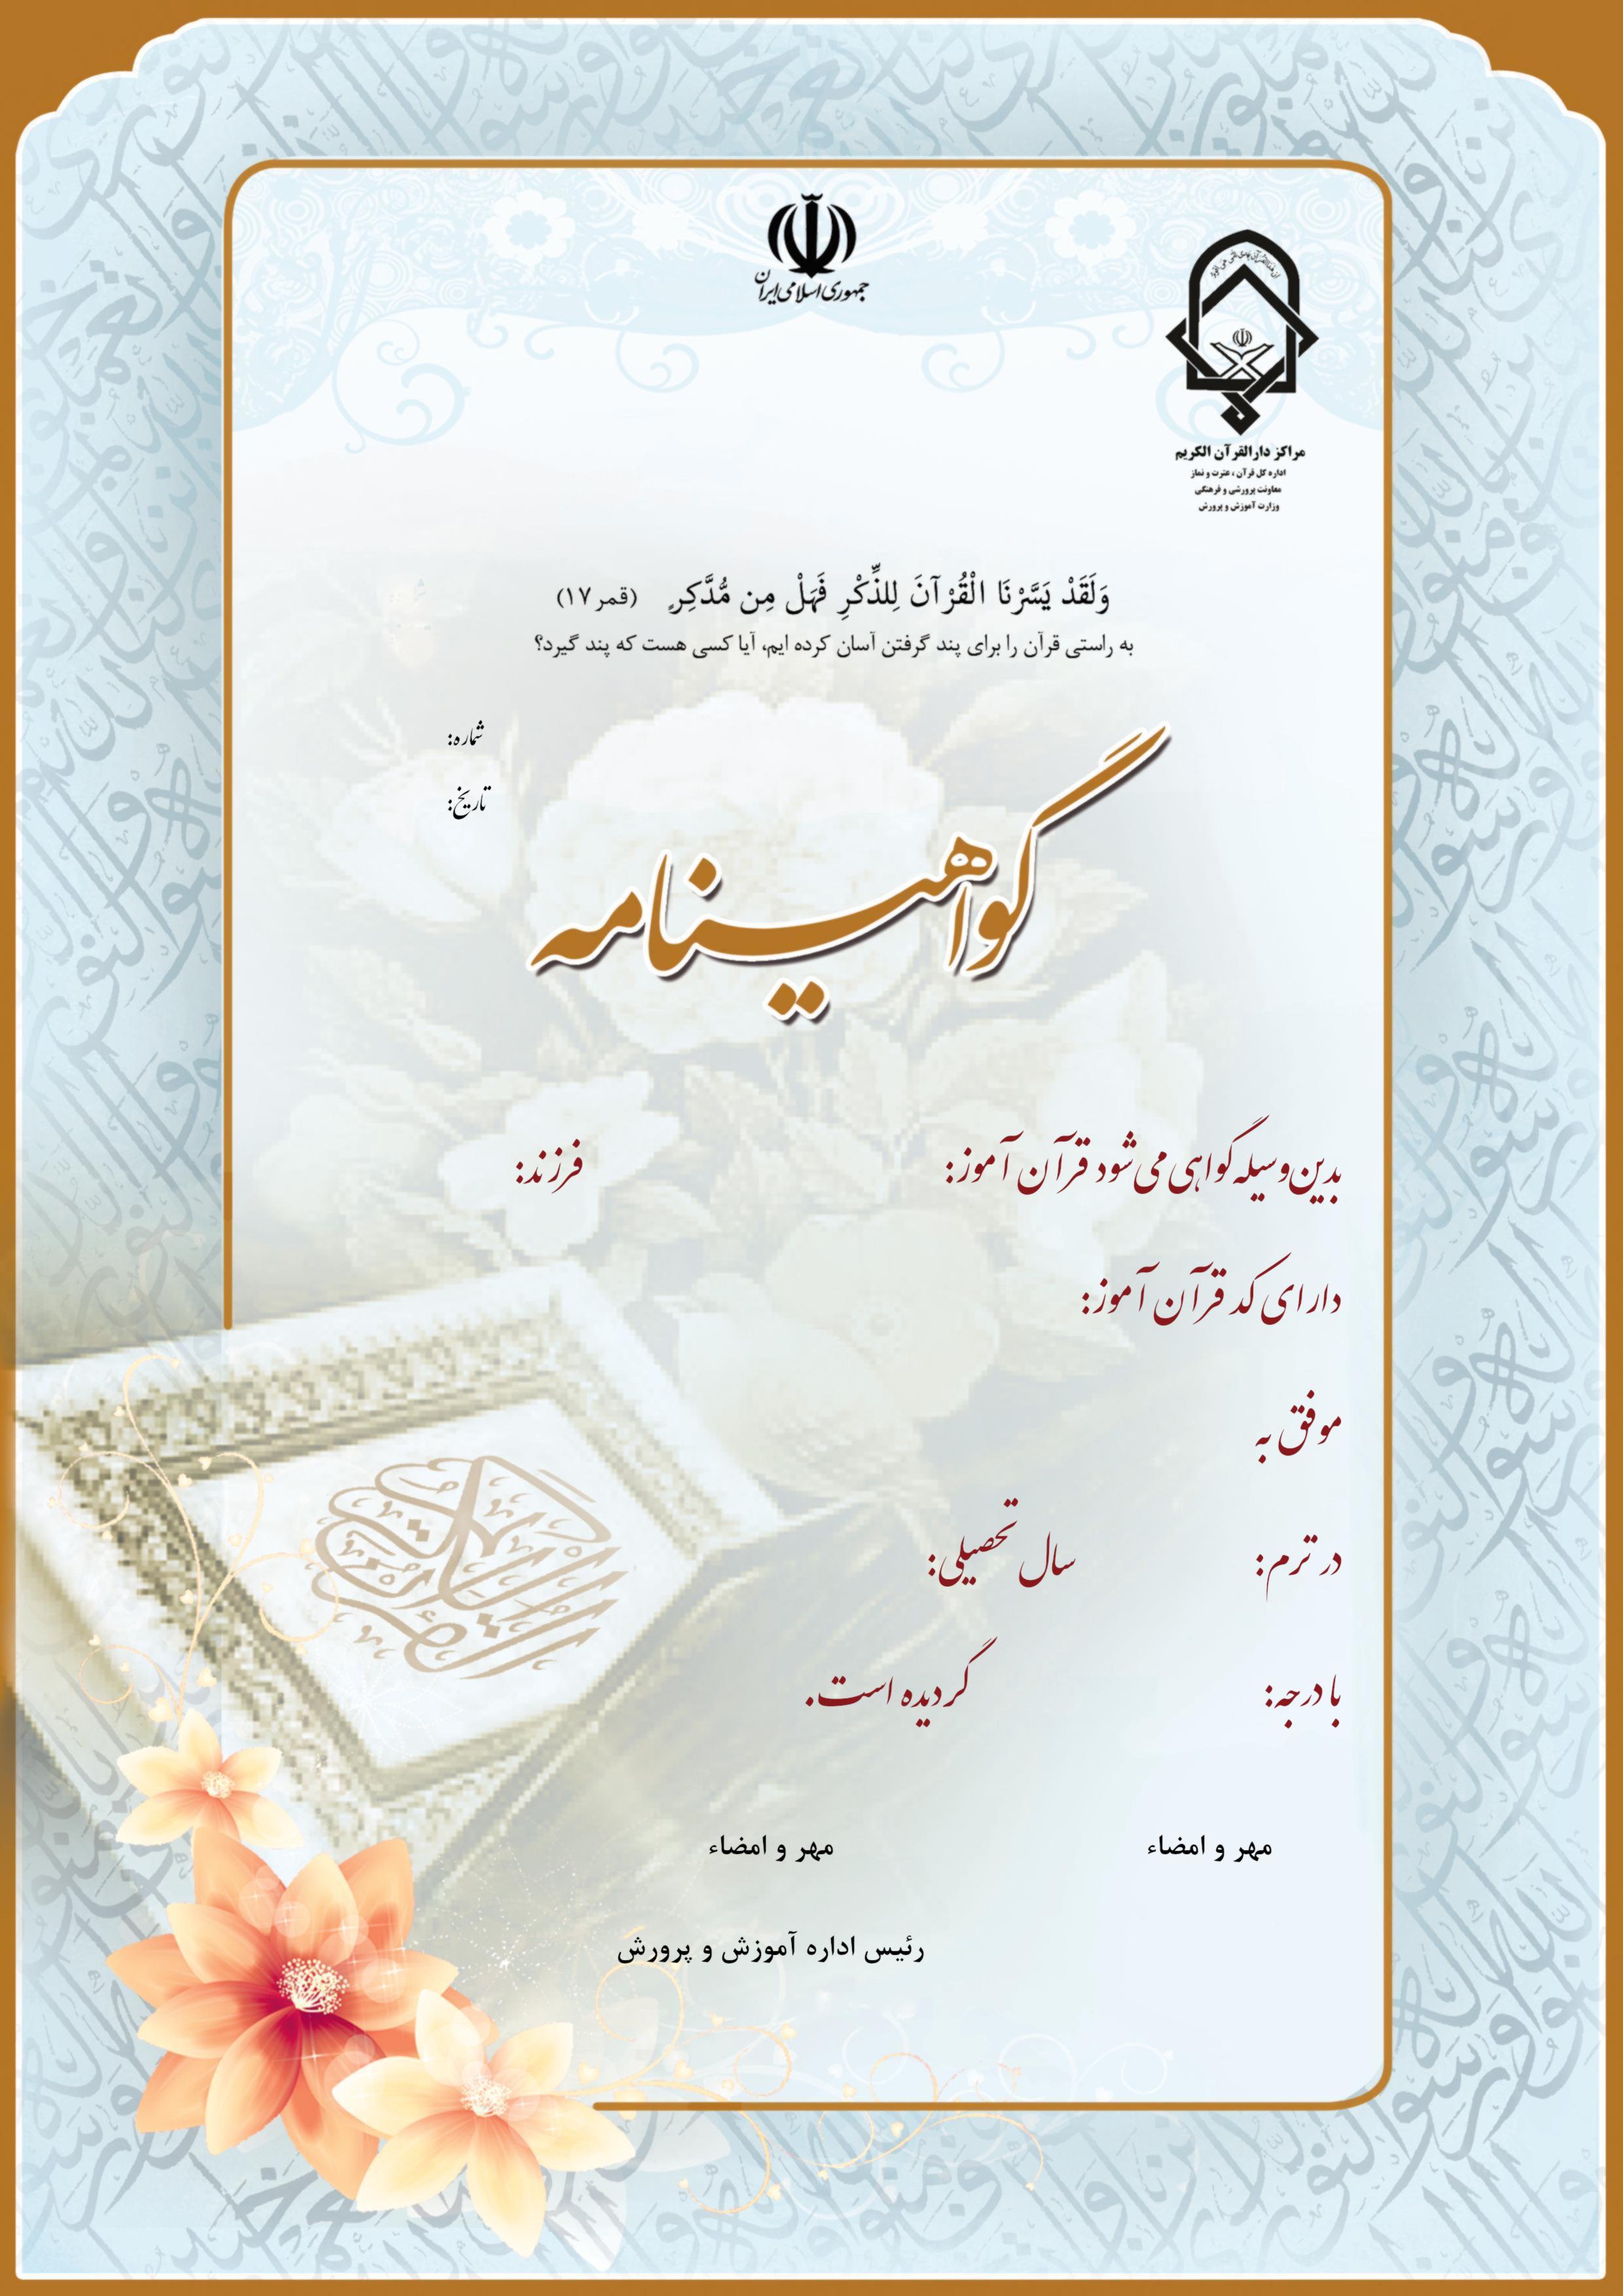 جمهوری اسلامی ایران
مراکز دارالقرآن الکریم
اداره کل قرآن ، عترت و نماز
معاونت پرورشی و فرهنگی
وزارت آموزش و پرورش
وَلَقَدْ يَسَّرْنَا الْقُرْآنَ لِلذِّكْرِ فَهَلْ مِن مُّدَّكِرٍ (قمر ۱۷)
به راستی قرآن را برای پند گرفتن آسان کرده ایم، آیا کسی هست که پند گیرد؟
شماره:
تاریخ:
گواهینامه
بدین وسیله گواهی می شود قرآن آموز: فرزند:
دارای کد قرآن آموز:
موفق به
در ترم: سال تحصیلی:
با درجه: گردیده است.
مهر و امضاء مهر و امضاء
رئیس اداره آموزش و پرورش